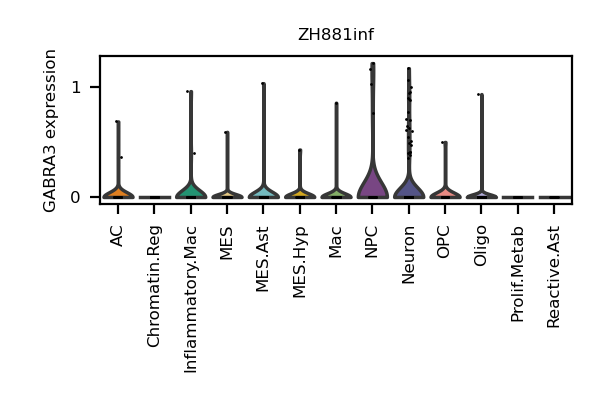 ZH881inf
GABRA3 expression
1
0
AC
Chromatin.Reg
Inflammatory.Mac
MES
MES.Ast
MES.Hyp
Mac
NPC
Neuron
OPC
Oligo
Prolif.Metab
Reactive.Ast